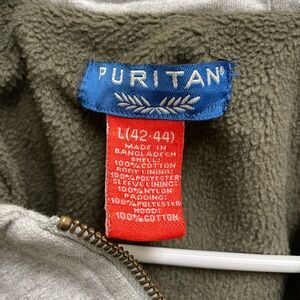 PURITAN®
L(42-44)
MADE IN
BANGLADESH
SHELL:
100%COTTON
BODY LINING:
100%POLYESTER
SLEEVE LINING:
100%NYLON
PADDING:
100%POLYESTER
HOOD:
100%COTTON